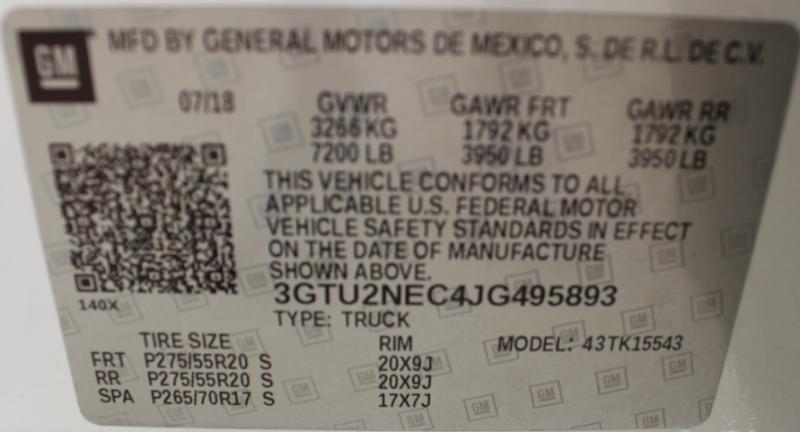 GM MFD BY GENERAL MOTORS DE MEXICO, S. DE R.L. DE C.V.
07/18 GVWR GAWR FRT GAWR RR
3266 KG 1792 KG 1792 KG
7200 LB 3950 LB 3950 LB
THIS VEHICLE CONFORMS TO ALL
APPLICABLE U.S. FEDERAL MOTOR
VEHICLE SAFETY STANDARDS IN EFFECT
ON THE DATE OF MANUFACTURE
SHOWN ABOVE.
140X 3GTU2NEC4JG495893
TYPE: TRUCK
TIRE SIZE RIM MODEL: 43TK15543
FRT P275/55R20 S 20X9J
RR P275/55R20 S 20X9J
SPA P265/70R17 S 17X7J